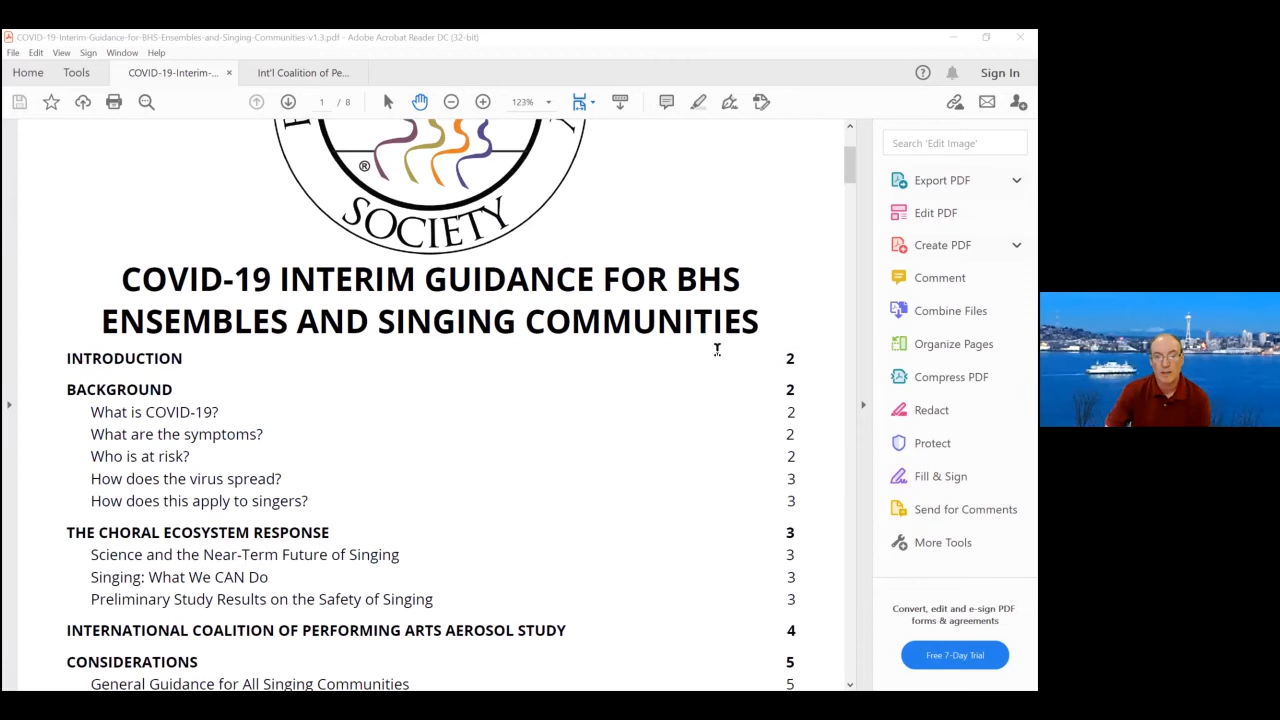 COVID-19-Interim-Guidance-for-BHS-Ensembles-and-Singing-Communities-v1.3.pdf - Adobe Acrobat Reader DC (32-bit)
File Edit View Sign Window Help
Home Tools COVID-19-Interim-... × Int'l Coalition of Pe... Sign In
1 / 8 123%
®
SOCIETY
COVID-19 INTERIM GUIDANCE FOR BHS
ENSEMBLES AND SINGING COMMUNITIES
INTRODUCTION 2
BACKGROUND 2
What is COVID-19? 2
What are the symptoms? 2
Who is at risk? 2
How does the virus spread? 3
How does this apply to singers? 3
THE CHORAL ECOSYSTEM RESPONSE 3
Science and the Near-Term Future of Singing 3
Singing: What We CAN Do 3
Preliminary Study Results on the Safety of Singing 3
INTERNATIONAL COALITION OF PERFORMING ARTS AEROSOL STUDY 4
CONSIDERATIONS 5
General Guidance for All Singing Communities 5
Search 'Edit Image'
Export PDF
Edit PDF
Create PDF
Comment
Combine Files
Organize Pages
Compress PDF
Redact
Protect
Fill & Sign
Send for Comments
More Tools
Convert, edit and e-sign PDF
forms & agreements
Free 7-Day Trial